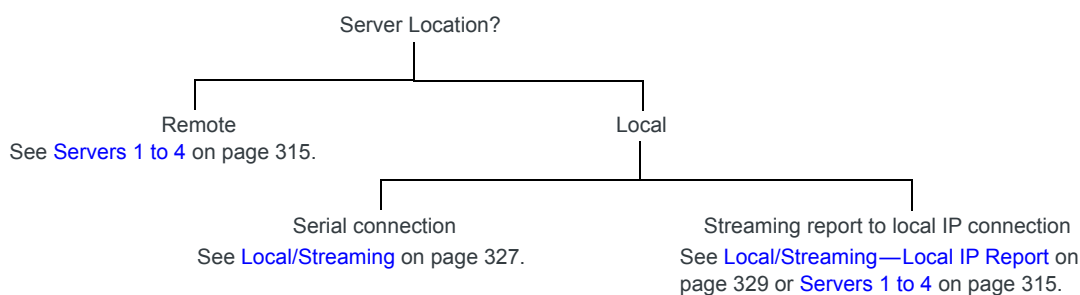 Server Location?
Remote
See Servers 1 to 4 on page 315.
Local
Serial connection
See Local/Streaming on page 327.
Streaming report to local IP connection
See Local/Streaming—Local IP Report on
page 329 or Servers 1 to 4 on page 315.